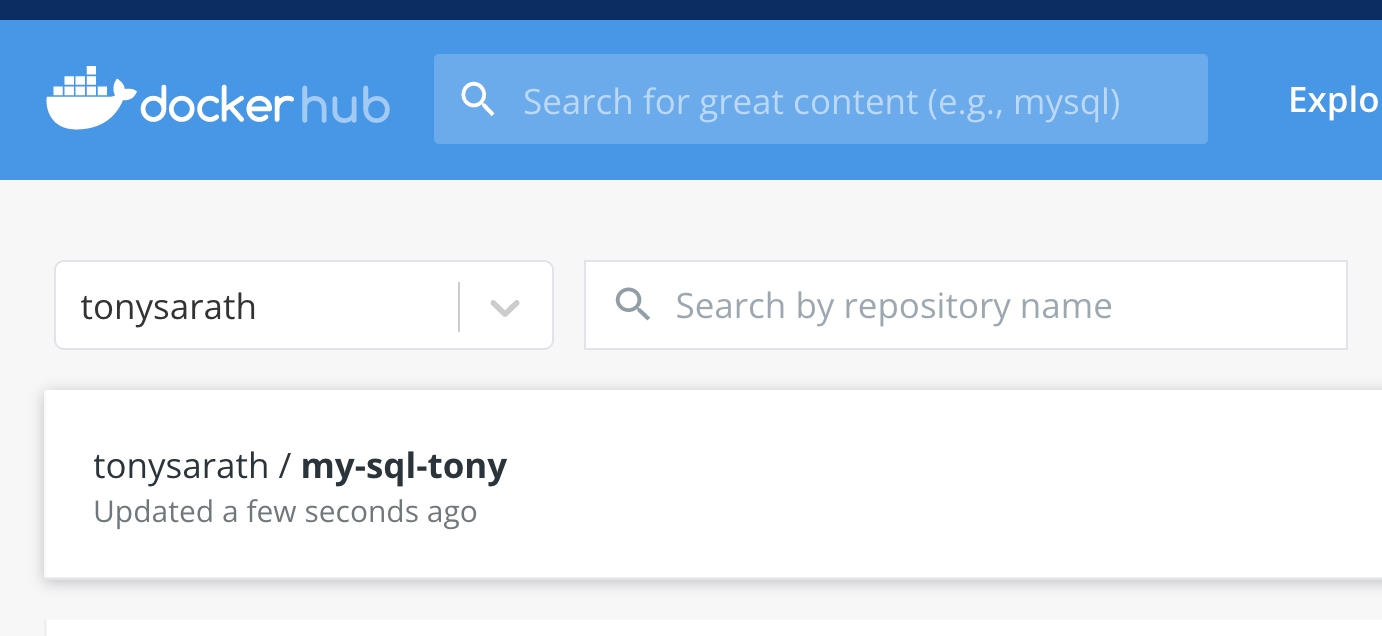 dockerhub
Search for great content (e.g., mysql)
Explo
tonysarath
Search by repository name
tonysarath / my-sql-tony
Updated a few seconds ago